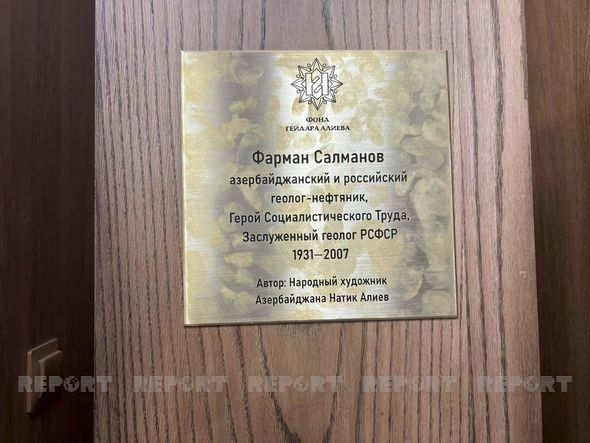 ФОНД
ГЕЙДАРА АЛИЕВА
Фарман Салманов
азербайджанский и российский
геолог-нефтяник,
Герой Социалистического Труда,
Заслуженный геолог РСФСР
1931–2007
Автор: Народный художник
Азербайджана Натик Алиев
REPORT REPORT REPORT REPORT REPORT